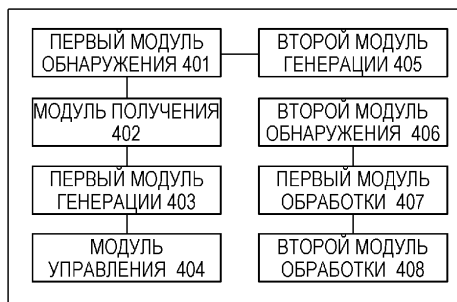 ПЕРВЫЙ МОДУЛЬ
ОБНАРУЖЕНИЯ 401
МОДУЛЬ ПОЛУЧЕНИЯ
402
ПЕРВЫЙ МОДУЛЬ
ГЕНЕРАЦИИ 403
МОДУЛЬ
УПРАВЛЕНИЯ 404
ВТОРОЙ МОДУЛЬ
ГЕНЕРАЦИИ 405
ВТОРОЙ МОДУЛЬ
ОБНАРУЖЕНИЯ 406
ПЕРВЫЙ МОДУЛЬ
ОБРАБОТКИ 407
ВТОРОЙ МОДУЛЬ
ОБРАБОТКИ 408